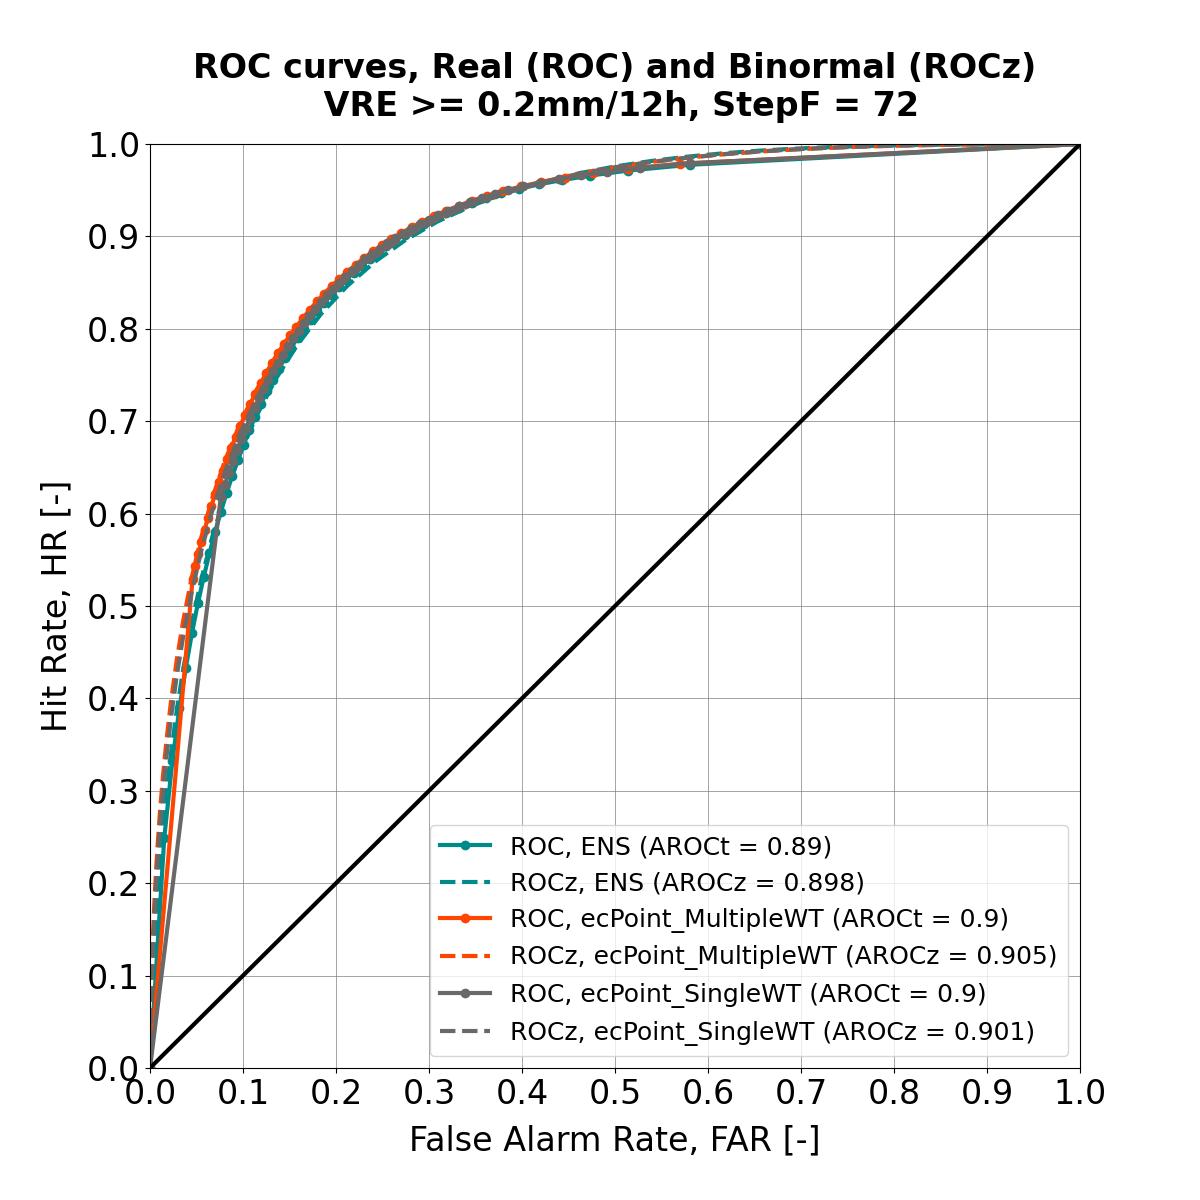 ROC curves, Real (ROC) and Binormal (ROCz)
VRE >= 0.2mm/12h, StepF = 72
Hit Rate, HR [-]
1.0
0.9
0.8
0.7
0.6
0.5
0.4
0.3
0.2
0.1
0.0
ROC, ENS (AROCt = 0.89)
ROCz, ENS (AROCz = 0.898)
ROC, ecPoint_MultipleWT (AROCt = 0.9)
ROCz, ecPoint_MultipleWT (AROCz = 0.905)
ROC, ecPoint_SingleWT (AROCt = 0.9)
ROCz, ecPoint_SingleWT (AROCz = 0.901)
0.0 0.1 0.2 0.3 0.4 0.5 0.6 0.7 0.8 0.9 1.0
False Alarm Rate, FAR [-]